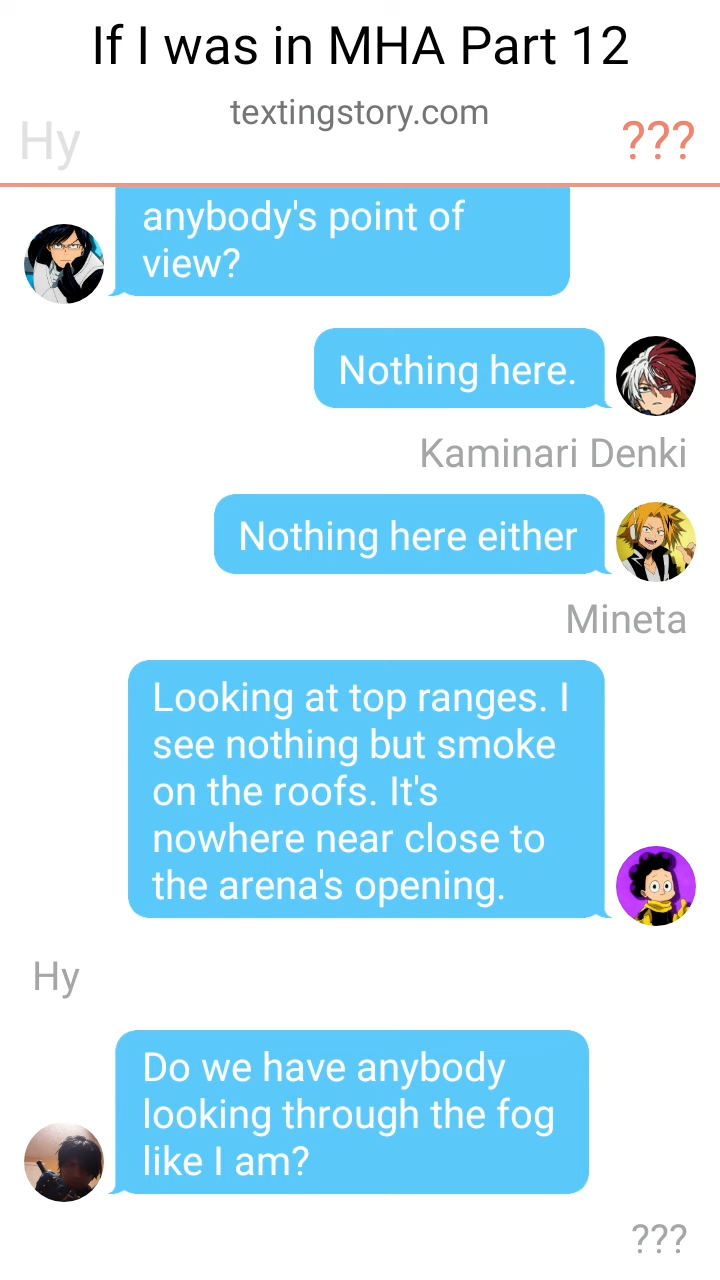 If I was in MHA Part 12
textingstory.com
Hy
???
anybody's point of
view?
Nothing here.
Kaminari Denki
Nothing here either
Mineta
Looking at top ranges. I
see nothing but smoke
on the roofs. It's
nowhere near close to
the arena's opening.
Hy
Do we have anybody
looking through the fog
like I am?
???